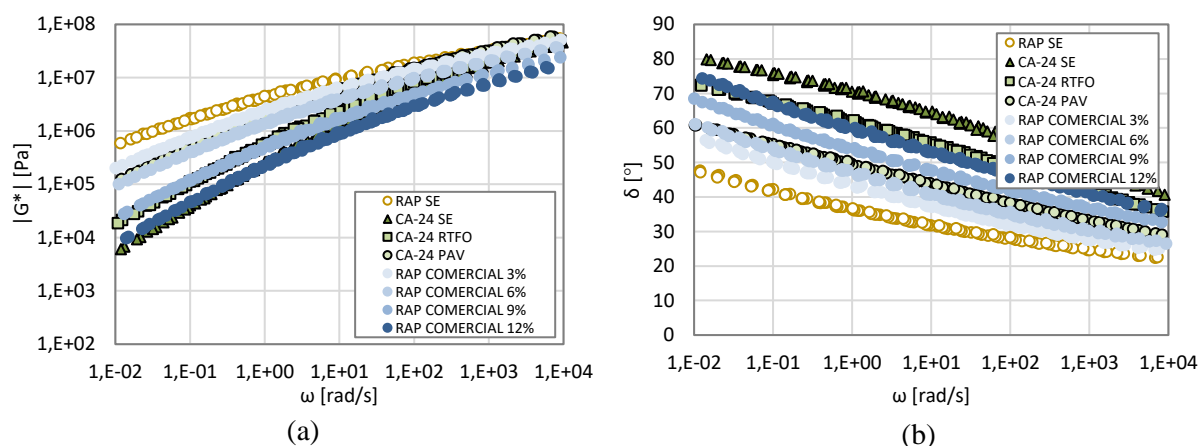 |G*| [Pa]
1,E+08
1,E+07
1,E+06
1,E+05
1,E+04
1,E+03
1,E+02
1,E-02 1,E-01 1,E+00 1,E+01 1,E+02 1,E+03 1,E+04
ω [rad/s]
RAP SE
CA-24 SE
CA-24 RTFO
CA-24 PAV
RAP COMERCIAL 3%
RAP COMERCIAL 6%
RAP COMERCIAL 9%
RAP COMERCIAL 12%
(a)
δ [°]
90
80
70
60
50
40
30
20
10
0
1,E-02 1,E-01 1,E+00 1,E+01 1,E+02 1,E+03 1,E+04
ω [rad/s]
RAP SE
CA-24 SE
CA-24 RTFO
CA-24 PAV
RAP COMERCIAL 3%
RAP COMERCIAL 6%
RAP COMERCIAL 9%
RAP COMERCIAL 12%
(b)